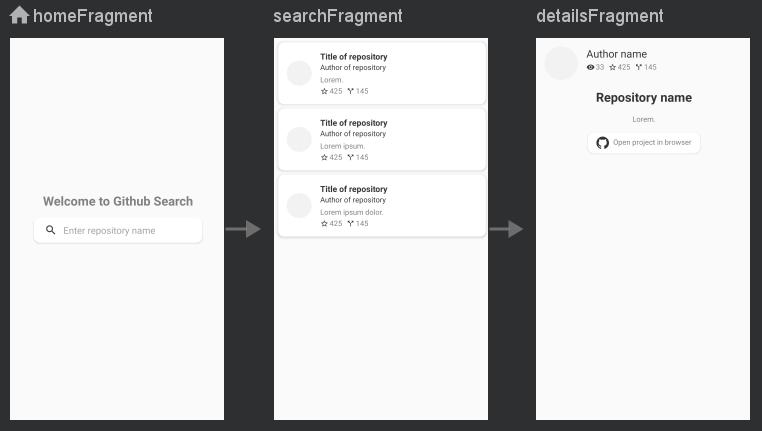 homeFragment
Welcome to Github Search
Enter repository name
searchFragment
Title of repository
Author of repository
Lorem.
425 145
Title of repository
Author of repository
Lorem ipsum.
425 145
Title of repository
Author of repository
Lorem ipsum dolor.
425 145
detailsFragment
Author name
33 425 145
Repository name
Lorem.
Open project in browser